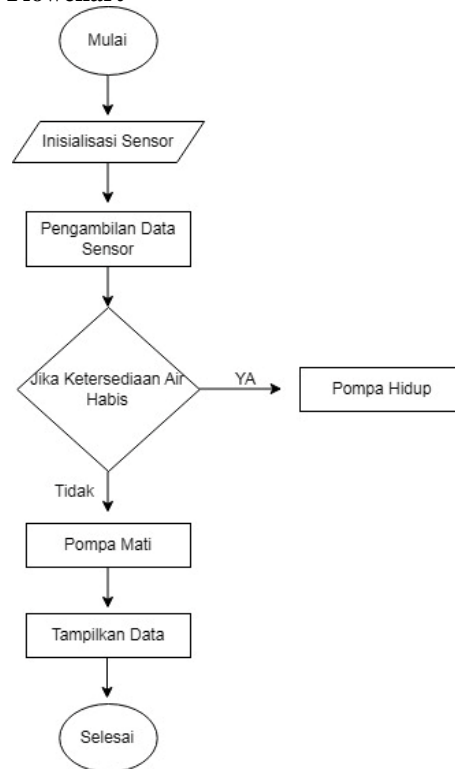 Flowchart
Mulai
Inisialisasi Sensor
Pengambilan Data
Sensor
Jika Ketersediaan Air
Habis
YA
Pompa Hidup
Tidak
Pompa Mati
Tampilkan Data
Selesai